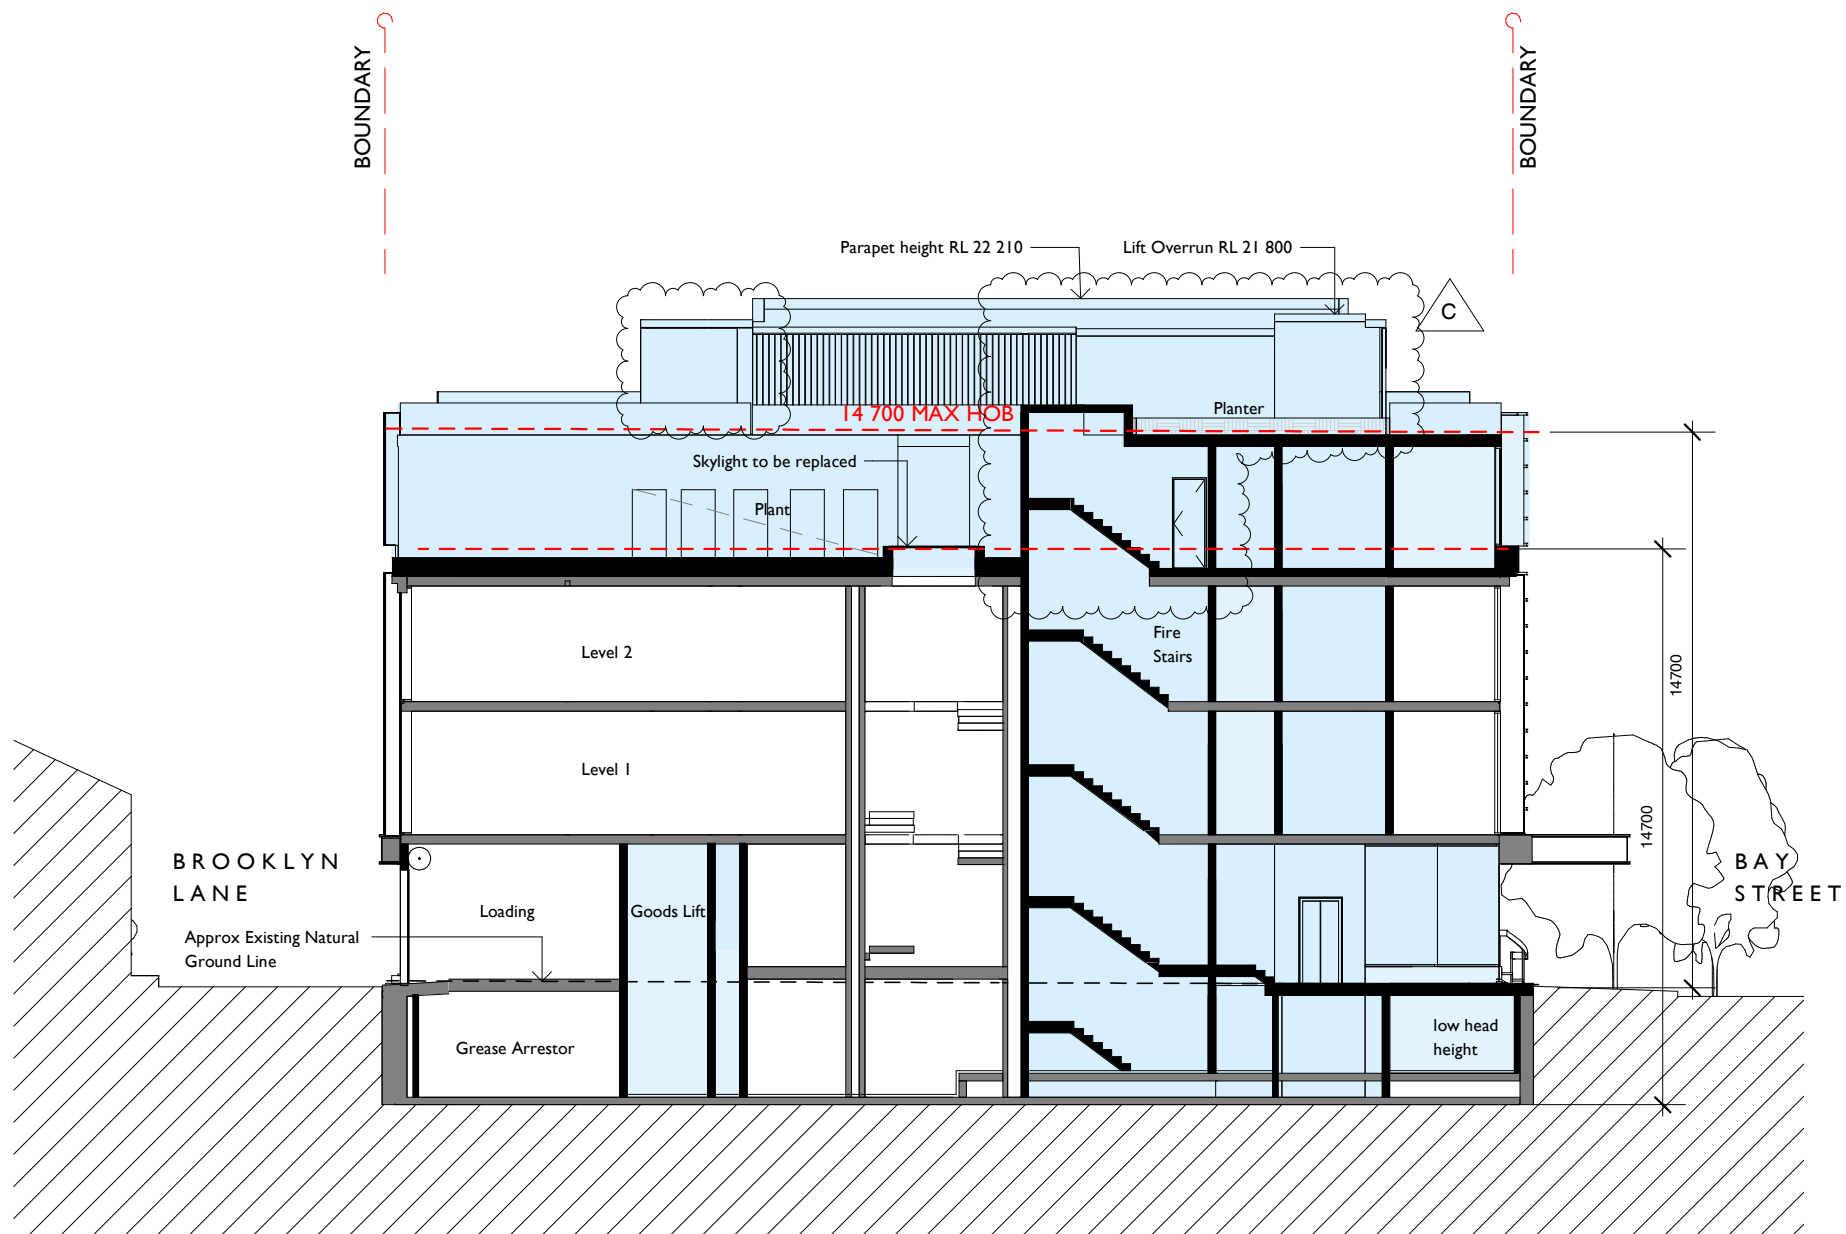 BOUNDARY
BOUNDARY
Parapet height RL 22 210
Lift Overrun RL 21 800
C
14 700 MAX HOB
Planter
Skylight to be replaced
Plant
Fire
Stairs
Level 2
14700
Level 1
14700
BROOKLYN
LANE
BAY
STREET
Loading
Goods Lift
Approx Existing Natural
Ground Line
Grease Arrestor
low head
height